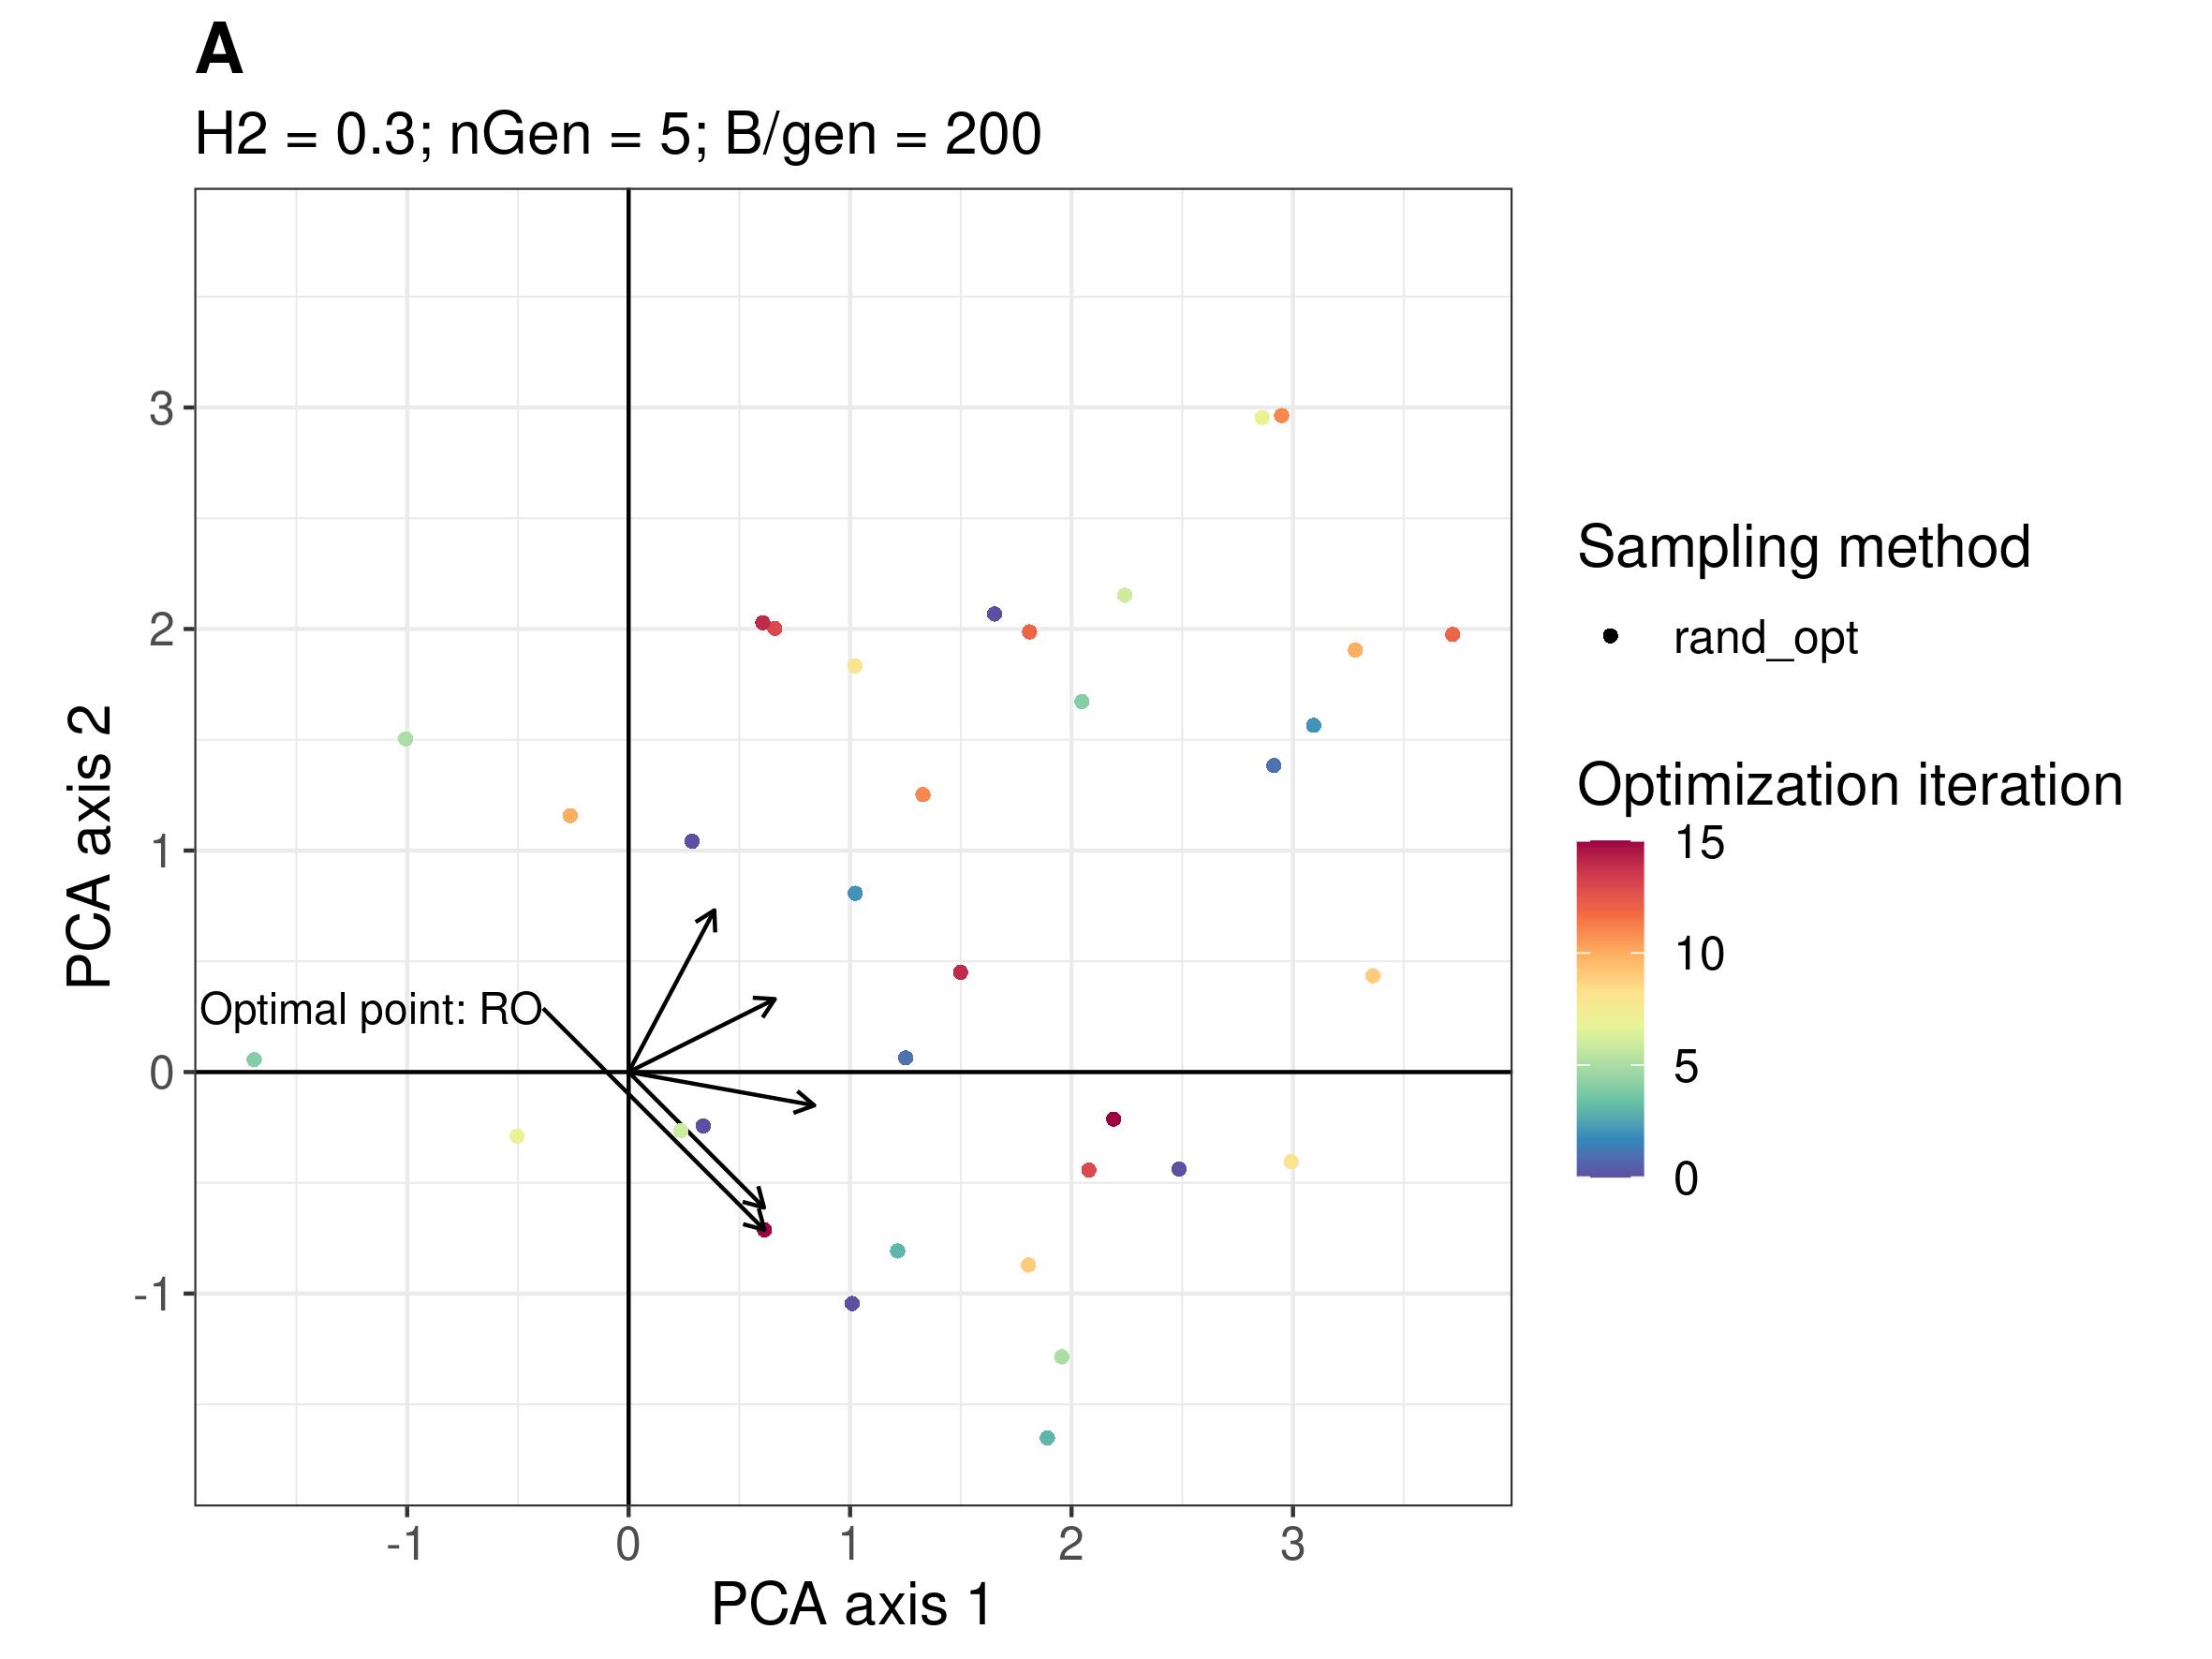 A
H2 = 0.3; nGen = 5; B/gen = 200
PCA axis 2
3
2
1
0
-1
Optimal point: RO
-1
0
1
2
3
PCA axis 1
Sampling method
rand_opt
Optimization iteration
15
10
5
0